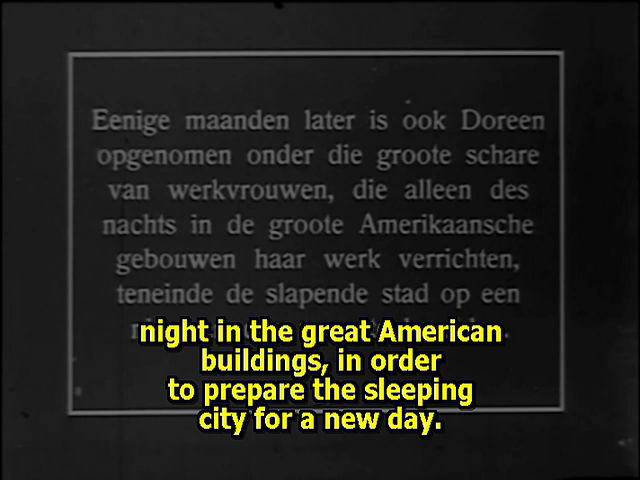 Eenige maanden later is ook Doreen
opgenomen onder die groote schare
van werkvrouwen, die alleen des
nachts in de groote Amerikaansche
gebouwen haar werk verrichten,
teneinde de slapende stad op een
night in the great American
buildings, in order
to prepare the sleeping
city for a new day.